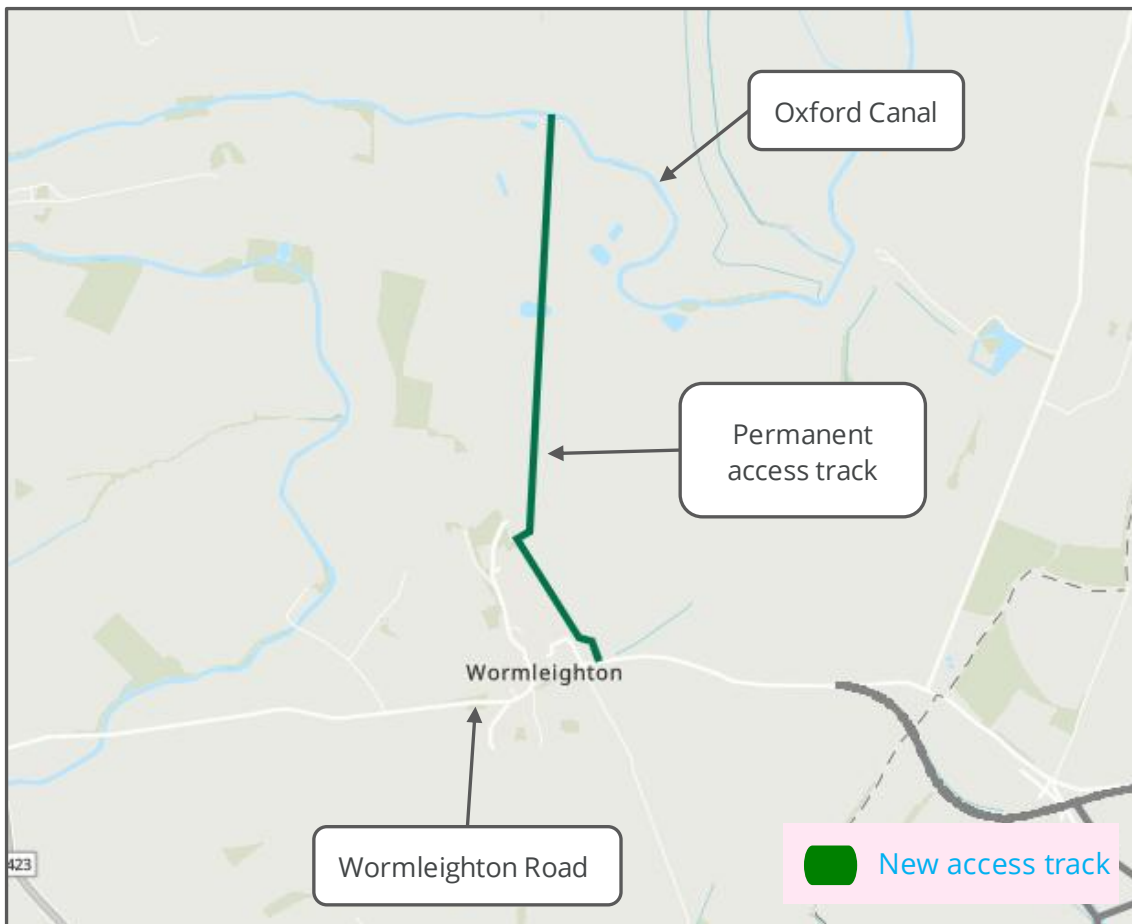 Oxford Canal
Permanent
access track
Wormleighton
Wormleighton Road
423
New access track